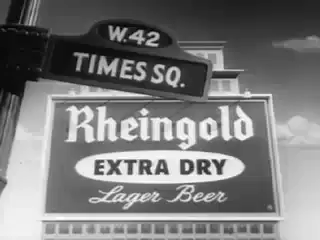 W. 42
TIMES SQ.
Rheingold
EXTRA DRY
Lager Beer